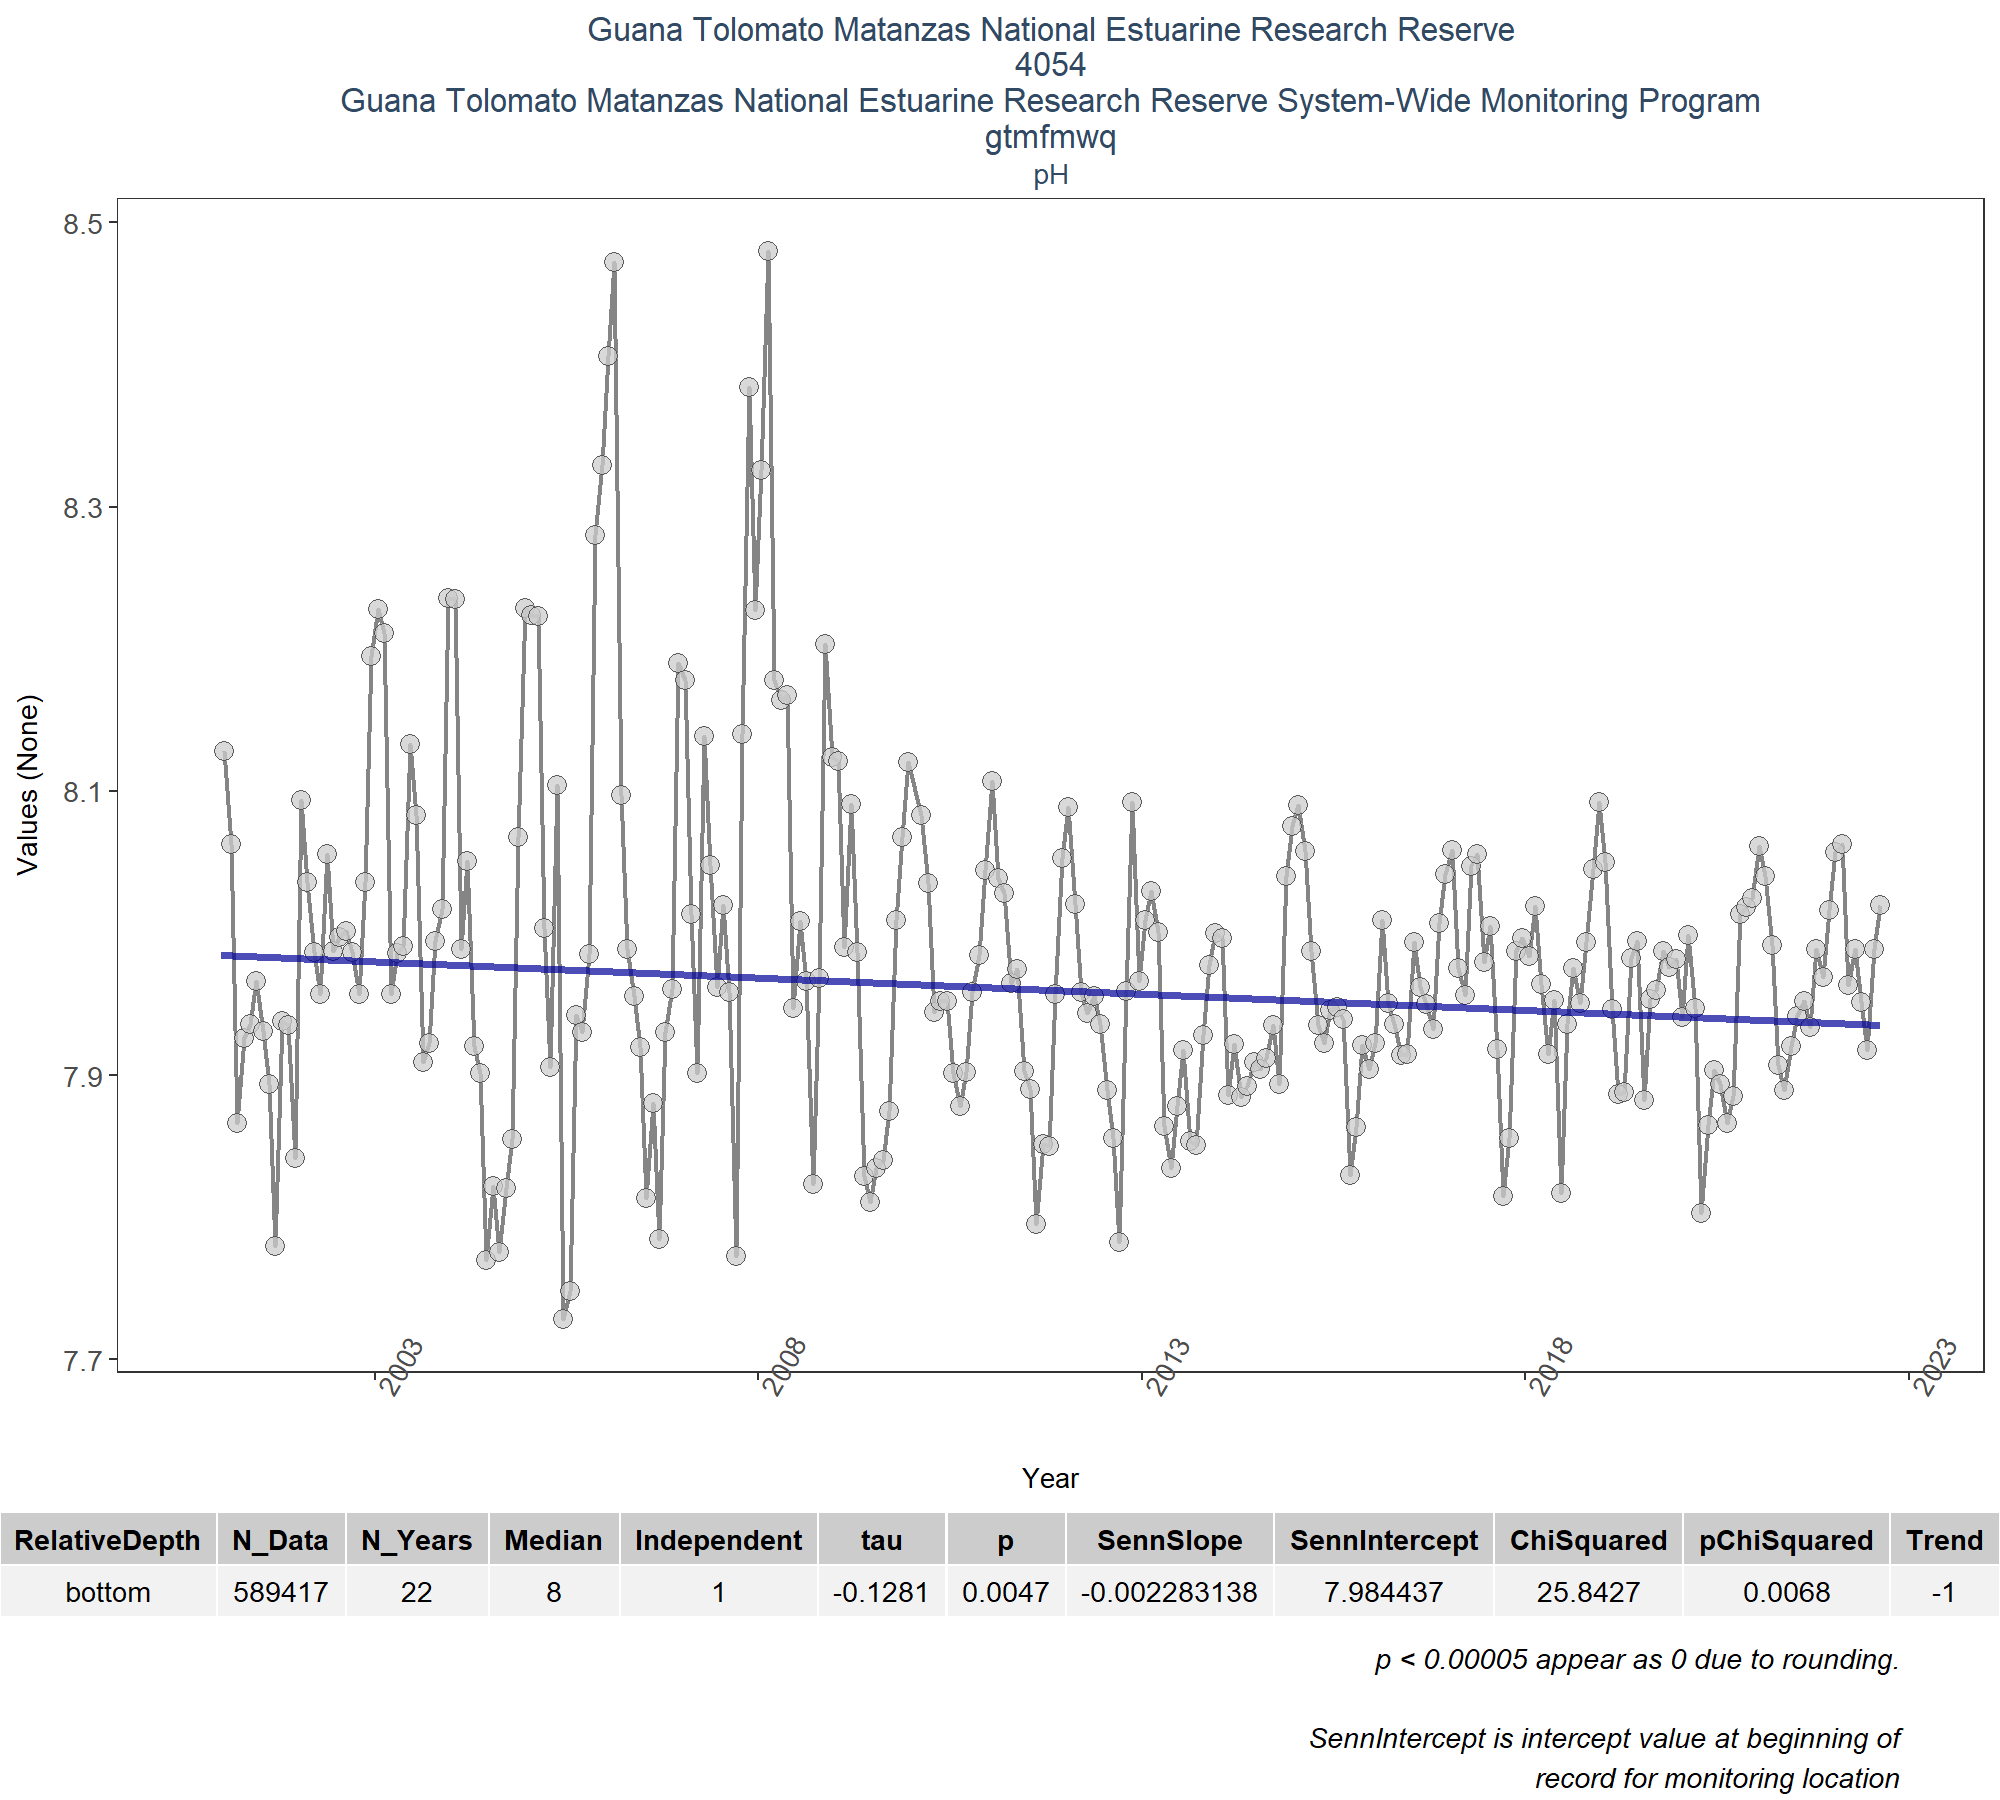 Guana Tolomato Matanzas National Estuarine Research Reserve
4054
Guana Tolomato Matanzas National Estuarine Research Reserve System-Wide Monitoring Program
gtmfmwq
pH
8.5
8.3
8.1
7.9
7.7
Values (None)
2003 2008 2013 2018 2023
Year
RelativeDepth N_Data N_Years Median Independent tau p SennSlope SennIntercept ChiSquared pChiSquared Trend
bottom 589417 22 8 1 -0.1281 0.0047 -0.002283138 7.984437 25.8427 0.0068 -1
p < 0.00005 appear as 0 due to rounding.
SennIntercept is intercept value at beginning of
record for monitoring location